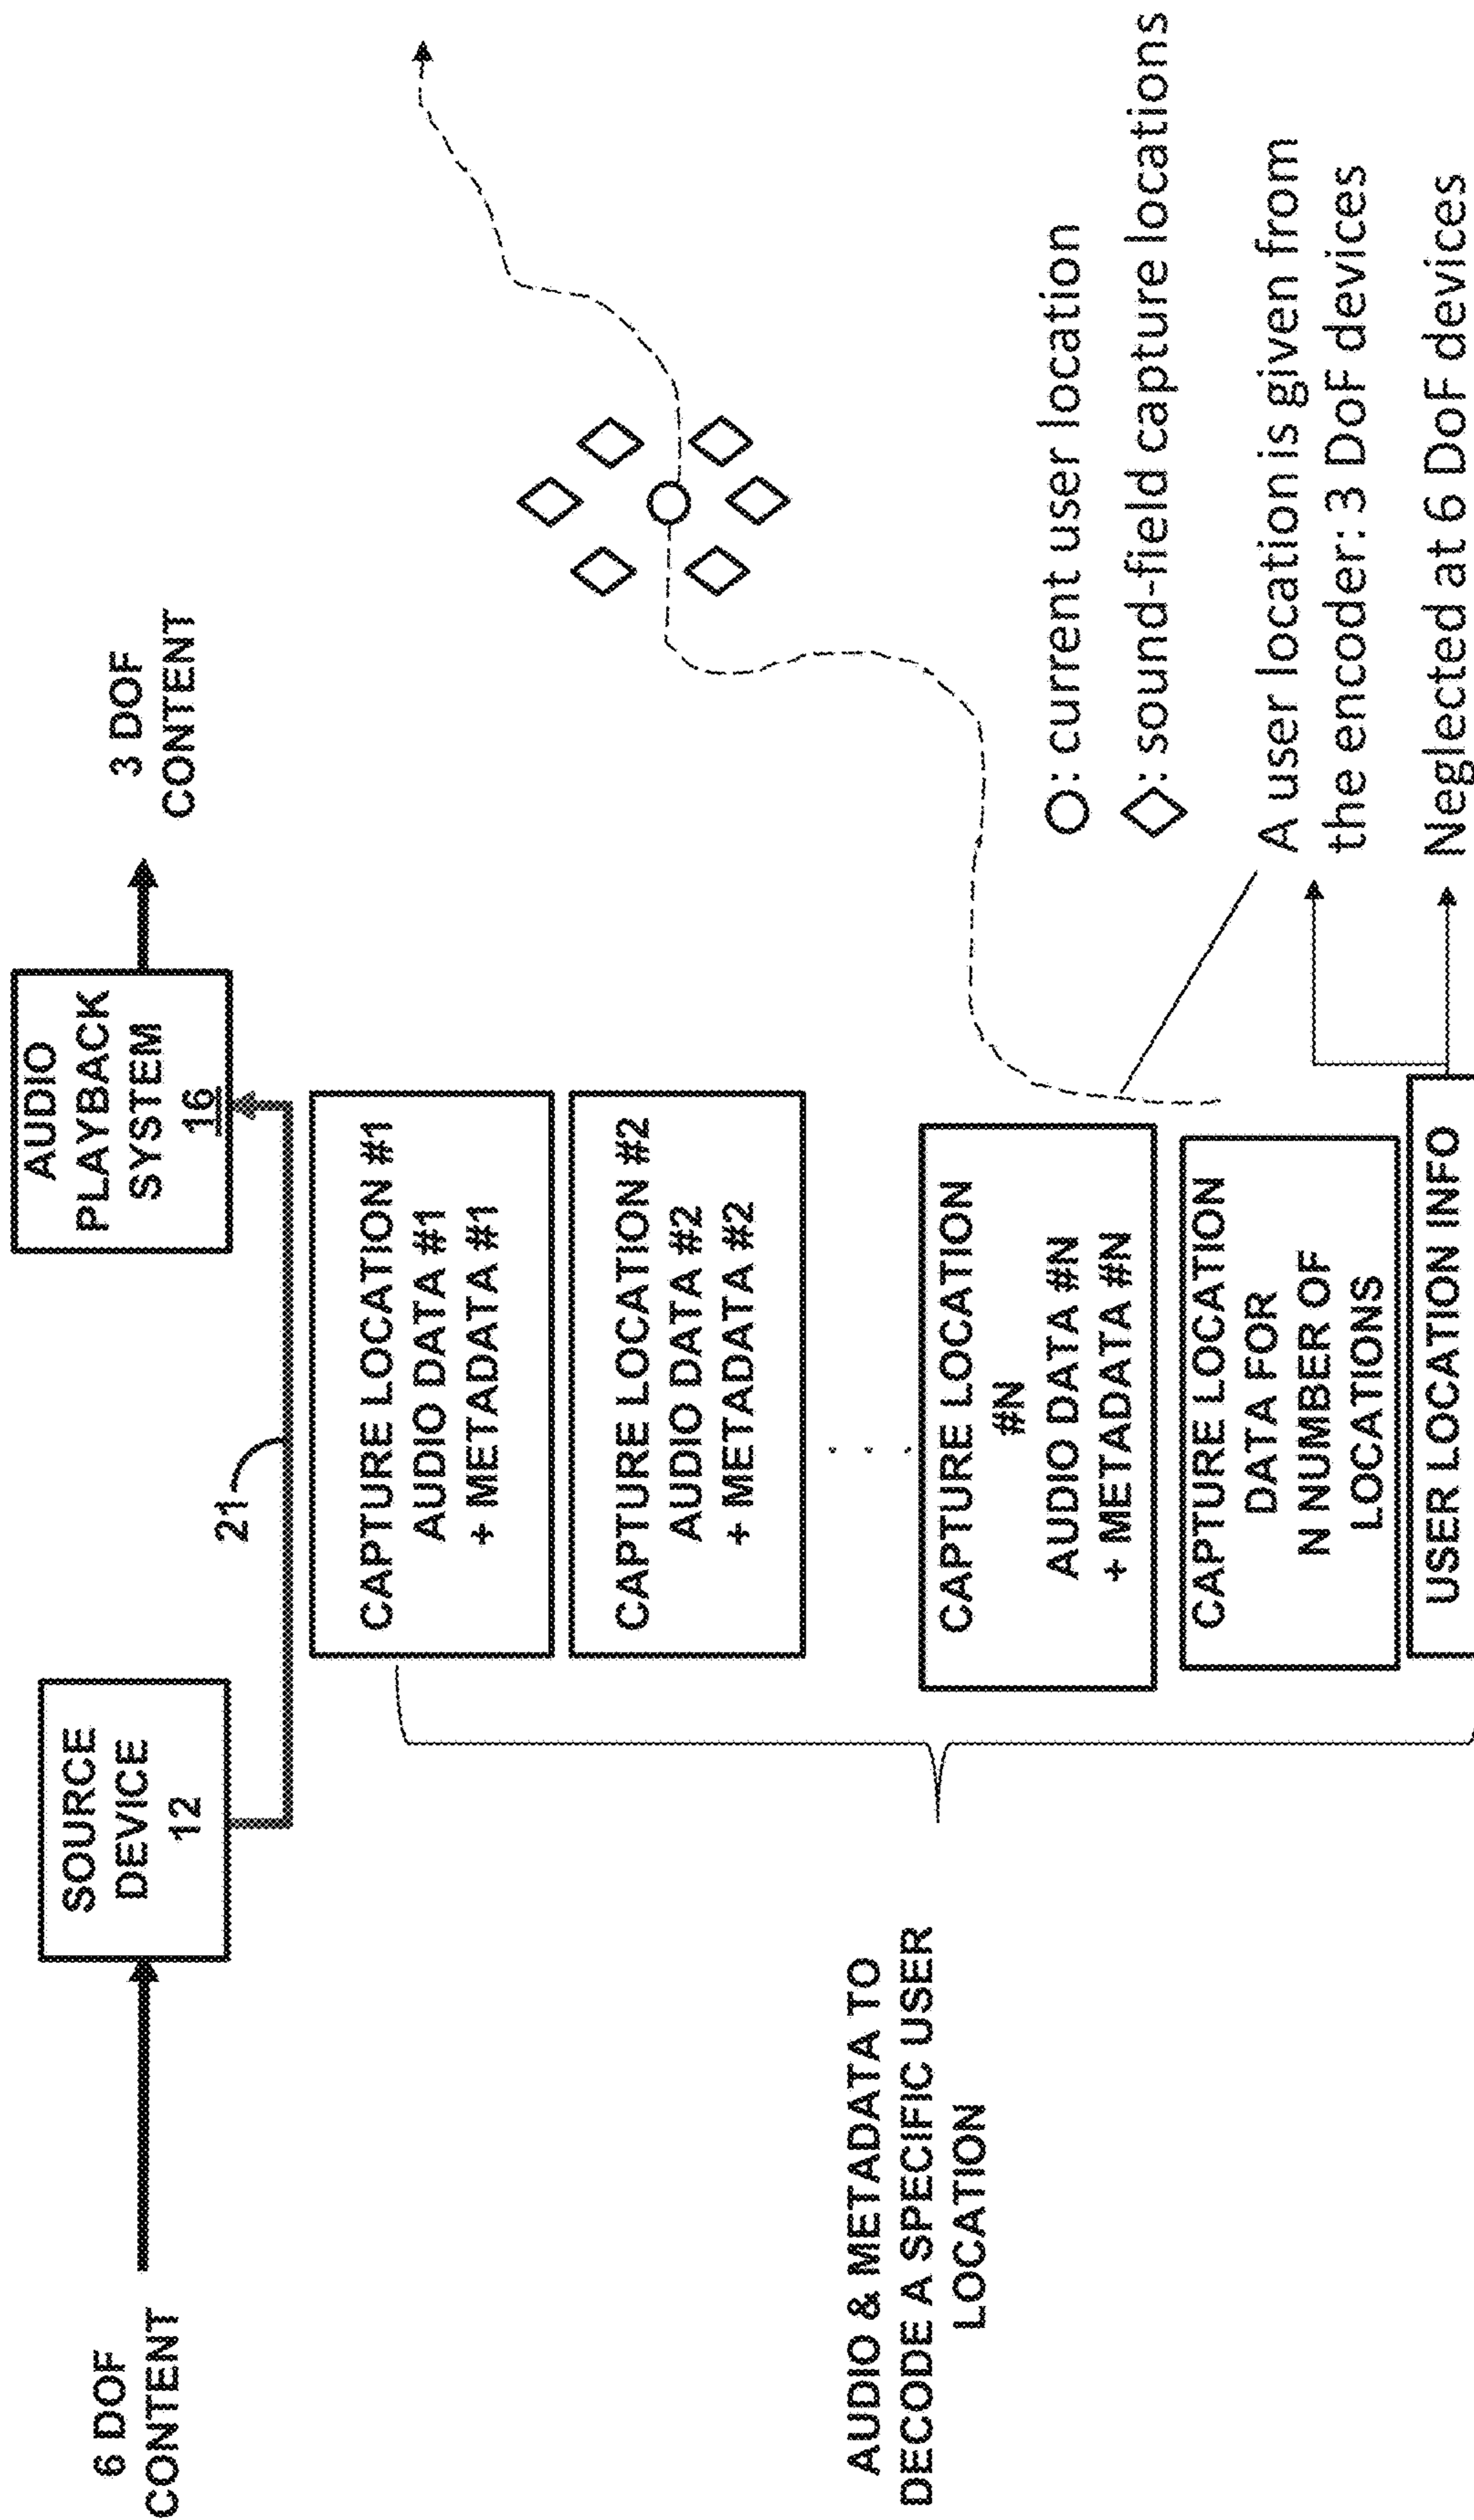 6 DOF
CONTENT
SOURCE
DEVICE
12
21
AUDIO
PLAYBACK
SYSTEM
16
3 DOF
CONTENT
AUDIO & METADATA TO
DECODE A SPECIFIC USER
LOCATION
CAPTURE LOCATION #1
AUDIO DATA #1
+ METADATA #1
CAPTURE LOCATION #2
AUDIO DATA #2
+ METADATA #2
. . .
CAPTURE LOCATION
#N
AUDIO DATA #N
+ METADATA #N
CAPTURE LOCATION
DATA FOR
N NUMBER OF
LOCATIONS
USER LOCATION INFO
: current user location
: sound-field capture locations
A user location is given from
the encoder: 3 DoF devices
Neglected at 6 DoF devices